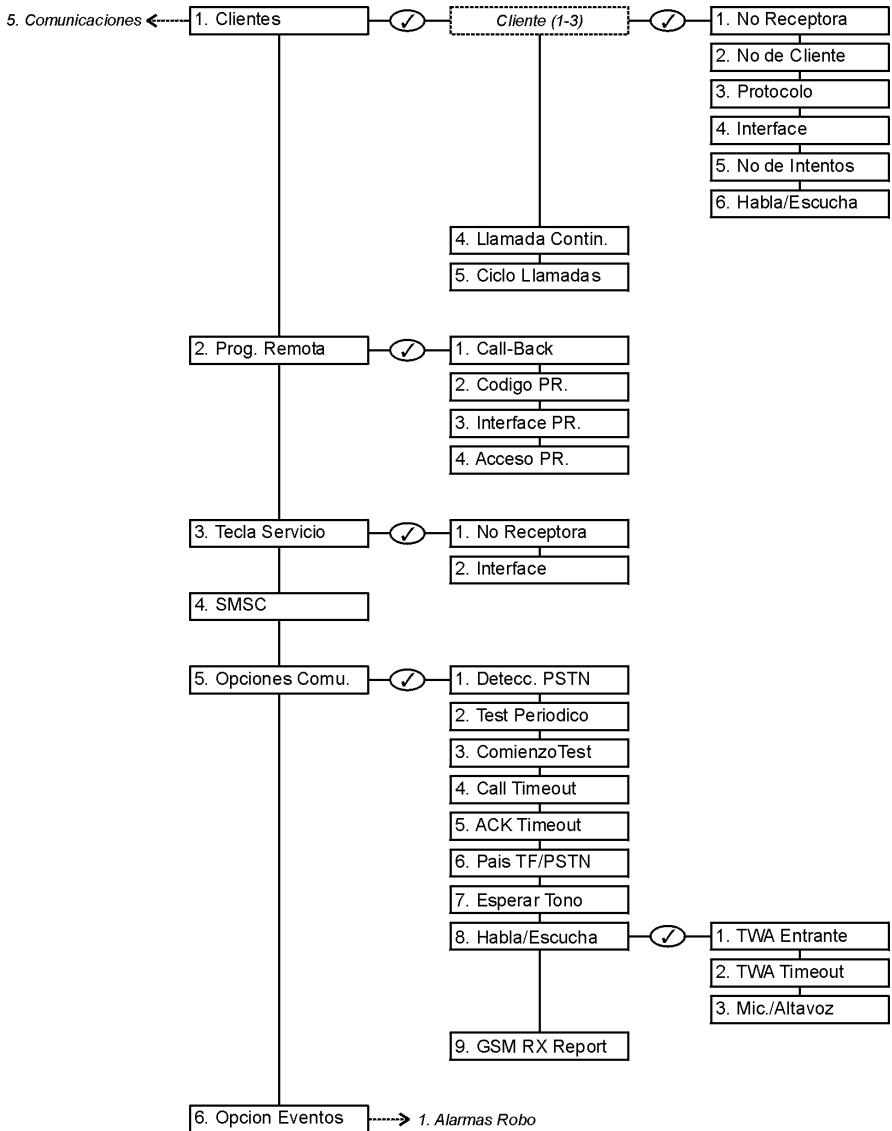 5. Comunicaciones
1. Clientes
Cliente (1-3)
1. No Receptora
2. No de Cliente
3. Protocolo
4. Interface
5. No de Intentos
6. Habla/Escucha
4. Llamada Contin.
5. Ciclo Llamadas
2. Prog. Remota
1. Call-Back
2. Codigo PR.
3. Interface PR.
4. Acceso PR.
3. Tecla Servicio
1. No Receptora
2. Interface
4. SMSC
5. Opciones Comu.
1. Detecc. PSTN
2. Test Periodico
3. ComienzoTest
4. Call Timeout
5. ACK Timeout
6. Pais TF/PSTN
7. Esperar Tono
8. Habla/Escucha
1. TWA Entrante
2. TWA Timeout
3. Mic./Altavoz
9. GSM RX Report
6. Opcion Eventos
1. Alarmas Robo